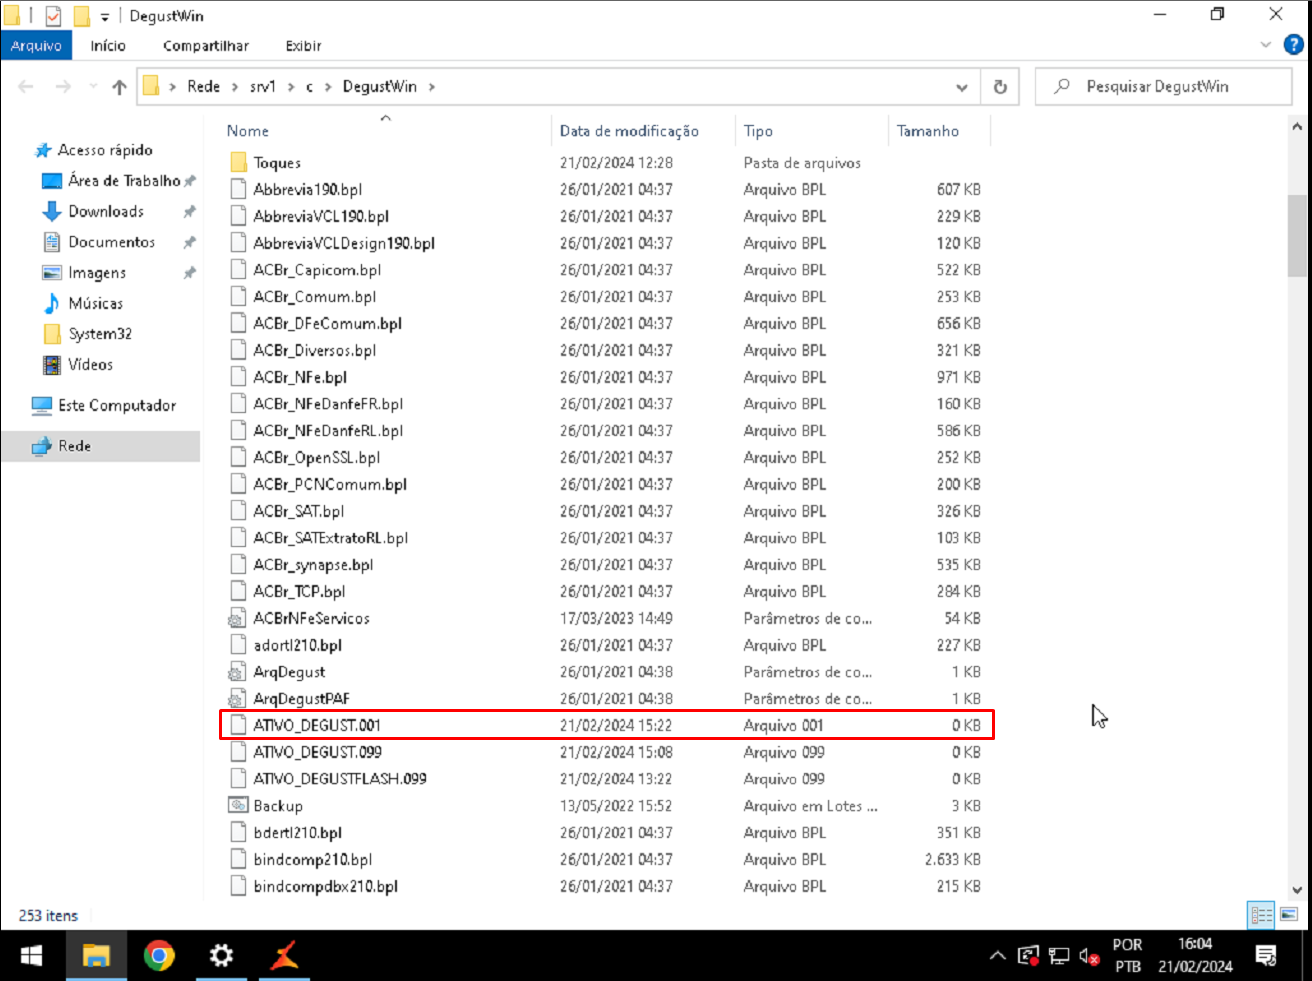 DegustWin
Arquivo Início Compartilhar Exibir
Rede srv1 c DegustWin
Pesquisar DegustWin
Acesso rápido
Área de Trabalho
Downloads
Documentos
Imagens
Músicas
System32
Vídeos
Este Computador
Rede
Nome Data de modificação Tipo Tamanho
Toques 21/02/2024 12:28 Pasta de arquivos
Abbrevia190.bpl 26/01/2021 04:37 Arquivo BPL 607 KB
AbbreviaVCL190.bpl 26/01/2021 04:37 Arquivo BPL 229 KB
AbbreviaVCLDesign190.bpl 26/01/2021 04:37 Arquivo BPL 120 KB
ACBr_Capicom.bpl 26/01/2021 04:37 Arquivo BPL 522 KB
ACBr_Comum.bpl 26/01/2021 04:37 Arquivo BPL 253 KB
ACBr_DFeComum.bpl 26/01/2021 04:37 Arquivo BPL 656 KB
ACBr_Diversos.bpl 26/01/2021 04:37 Arquivo BPL 321 KB
ACBr_NFe.bpl 26/01/2021 04:37 Arquivo BPL 971 KB
ACBr_NFeDanfeFR.bpl 26/01/2021 04:37 Arquivo BPL 160 KB
ACBr_NFeDanfeRL.bpl 26/01/2021 04:37 Arquivo BPL 586 KB
ACBr_OpenSSL.bpl 26/01/2021 04:37 Arquivo BPL 252 KB
ACBr_PCNComum.bpl 26/01/2021 04:37 Arquivo BPL 200 KB
ACBr_SAT.bpl 26/01/2021 04:37 Arquivo BPL 326 KB
ACBr_SATExtratoRL.bpl 26/01/2021 04:37 Arquivo BPL 103 KB
ACBr_synapse.bpl 26/01/2021 04:37 Arquivo BPL 535 KB
ACBr_TCP.bpl 26/01/2021 04:37 Arquivo BPL 284 KB
ACBrNFeServicos 17/03/2023 14:49 Parâmetros de co... 54 KB
adortl210.bpl 26/01/2021 04:37 Arquivo BPL 227 KB
ArqDegust 26/01/2021 04:38 Parâmetros de co... 1 KB
ArqDegustPAF 26/01/2021 04:38 Parâmetros de co... 1 KB
ATIVO_DEGUST.001 21/02/2024 15:22 Arquivo 001 0 KB
ATIVO_DEGUST.099 21/02/2024 15:08 Arquivo 099 0 KB
ATIVO_DEGUSTFLASH.099 21/02/2024 13:22 Arquivo 099 0 KB
Backup 13/05/2022 15:52 Arquivo em Lotes ... 3 KB
bdertl210.bpl 26/01/2021 04:37 Arquivo BPL 351 KB
bindcomp210.bpl 26/01/2021 04:37 Arquivo BPL 2.633 KB
bindcompdbx210.bpl 26/01/2021 04:37 Arquivo BPL 215 KB
253 itens
POR 16:04
PTB 21/02/2024